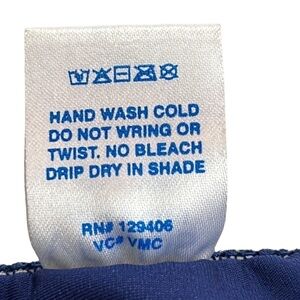 HAND WASH COLD
DO NOT WRING OR
TWIST. NO BLEACH
DRIP DRY IN SHADE
RN# 129406
VC# VMC